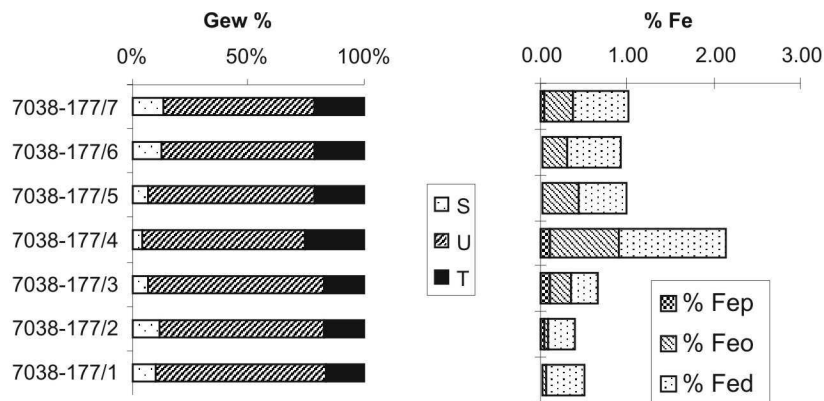 Gew %
0% 50% 100%
7038-177/7
7038-177/6
7038-177/5
7038-177/4
7038-177/3
7038-177/2
7038-177/1
S
U
T
% Fe
0.00 1.00 2.00 3.00
% Fep
% Feo
% Fed